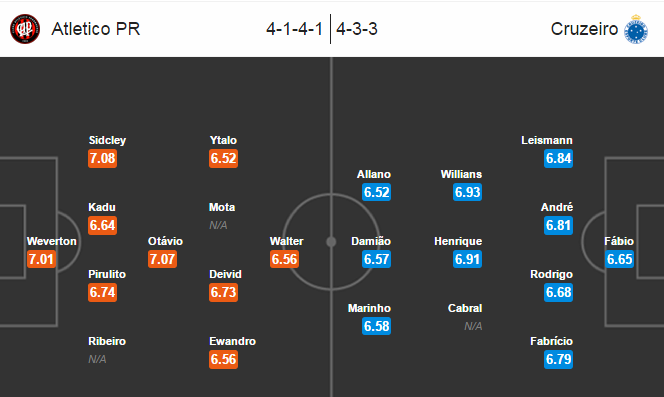 Atletico PR 4-1-4-1 4-3-3 Cruzeiro
Weverton
7.01
Sidcley
7.08
Kadu
6.64
Pirulito
6.74
Ribeiro
N/A
Otávio
7.07
Ytalo
6.52
Mota
N/A
Deivid
6.73
Ewandro
6.56
Walter
6.56
Allano
6.52
Damião
6.57
Marinho
6.58
Willians
6.93
Henrique
6.91
Cabral
N/A
Leismann
6.84
André
6.81
Rodrigo
6.68
Fabrício
6.79
Fábio
6.65